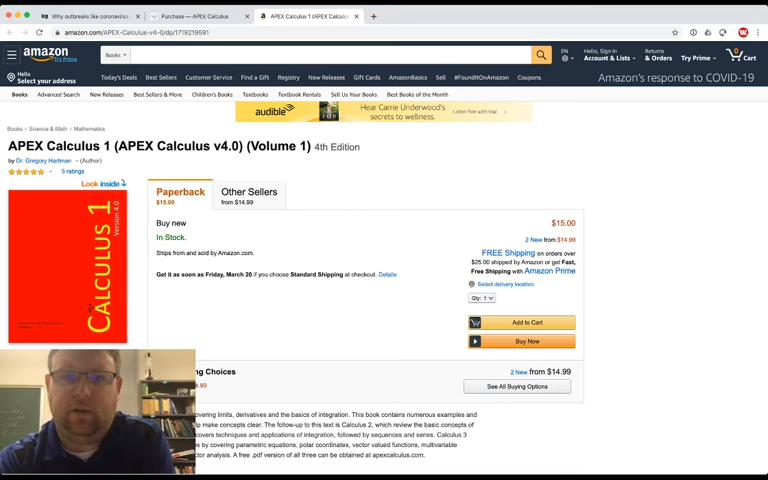 Why outbreaks like coronavirus
Purchase — APEX Calculus
APEX Calculus 1 (APEX Calculus
amazon.com/APEX-Calculus-v4-0/dp/1719219591
amazon
Try Prime
Books
EN
Hello, Sign in
Account & Lists
Returns
& Orders
Try Prime
0
Cart
Hello
Select your address
Today's Deals Best Sellers Customer Service Find a Gift Registry New Releases Gift Cards AmazonBasics Sell #FoundItOnAmazon Coupons
Amazon's response to COVID-19
Books Advanced Search New Releases Best Sellers & More Children's Books Textbooks Textbook Rentals Sell Us Your Books Best Books of the Month
audible
Hear Carrie Underwood's
secrets to wellness.
Listen free with trial
Books › Science & Math › Mathematics
APEX Calculus 1 (APEX Calculus v4.0) (Volume 1) 4th Edition
by Dr. Gregory Hartman (Author)
5 ratings
Look inside
CALCULUS 1
Version 4.0
Paperback
$15.00
Other Sellers
from $14.99
Buy new
$15.00
In Stock.
2 New from $14.99
Ships from and sold by Amazon.com.
FREE Shipping on orders over
$25.00 shipped by Amazon or get Fast,
Free Shipping with Amazon Prime
Get it as soon as Friday, March 20 if you choose Standard Shipping at checkout. Details
Select delivery location
Qty: 1
Add to Cart
Buy Now
ng Choices
2 New from $14.99
4.99
See All Buying Options
overing limits, derivatives and the basics of integration. This book contains numerous examples and
lp make concepts clear. The follow-up to this text is Calculus 2, which review the basic concepts of
covers techniques and applications of integration, followed by sequences and series. Calculus 3
s by covering parametric equations, polar coordinates, vector valued functions, multivariable
ctor analysis. A free .pdf version of all three can be obtained at apexcalculus.com.